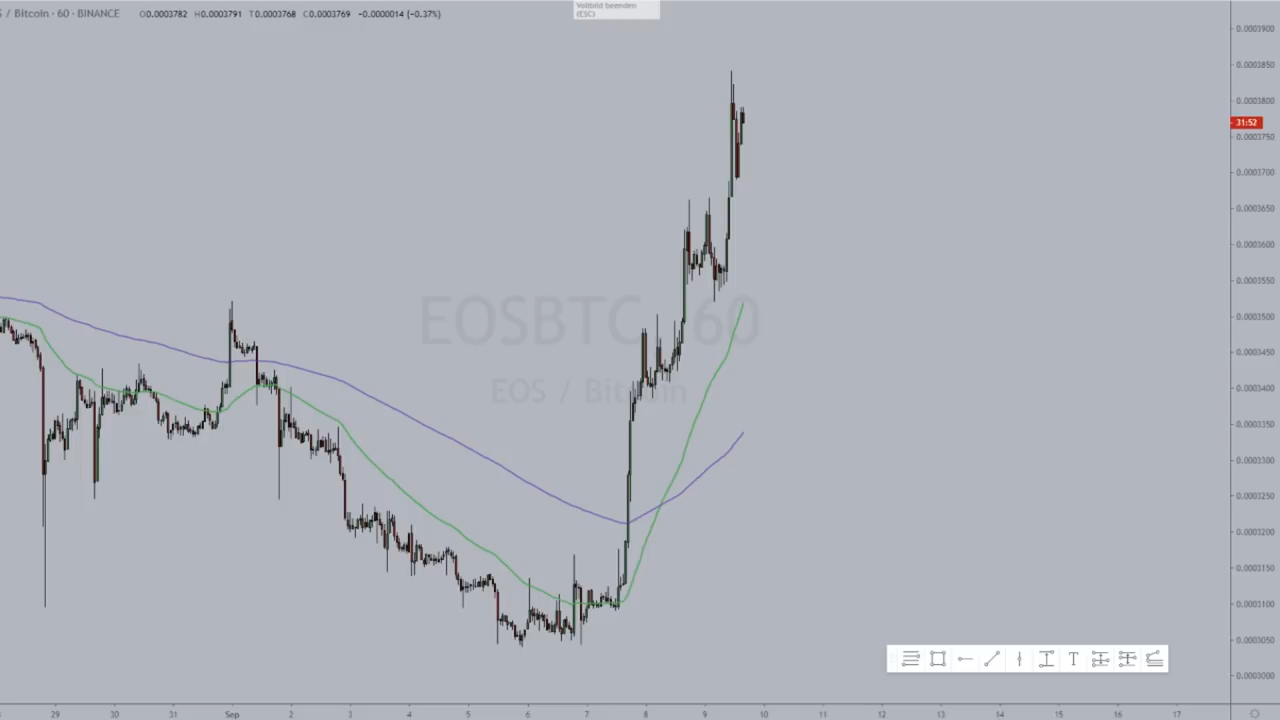 S / Bitcoin · 60 · BINANCE O0.0003782 H0.0003791 T0.0003768 C0.0003769 -0.0000014 (-0.37%)
Vollbild beenden
(ESC)
0.0003900
0.0003850
0.0003800
31:52
0.0003750
0.0003700
0.0003650
0.0003600
0.0003550
0.0003500
0.0003450
0.0003400
0.0003350
0.0003300
0.0003250
0.0003200
0.0003150
0.0003100
0.0003050
0.0003000
EOSBTC, 60
EOS / Bitcoin
T
29 30 31 Sep 2 3 4 5 6 7 8 9 10 11 12 13 14 15 16 17